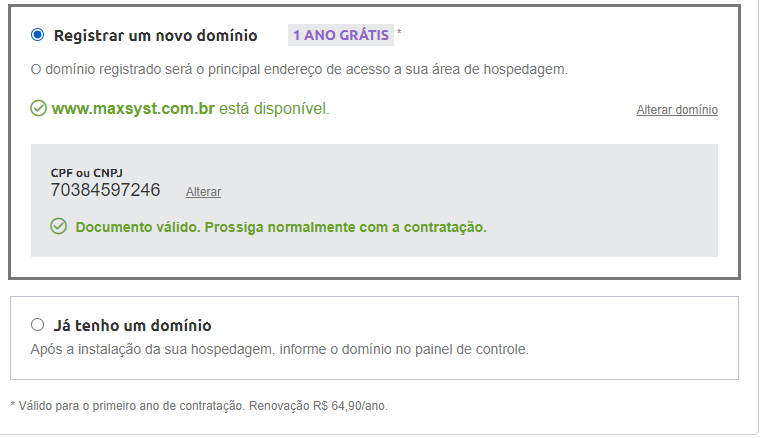 Registrar um novo domínio 1 ANO GRÁTIS *
O domínio registrado será o principal endereço de acesso a sua área de hospedagem.
www.maxsyst.com.br está disponível. Alterar domínio
CPF ou CNPJ
70384597246 Alterar
Documento válido. Prossiga normalmente com a contratação.
Já tenho um domínio
Após a instalação da sua hospedagem, informe o domínio no painel de controle.
* Válido para o primeiro ano de contratação. Renovação R$ 64,90/ano.